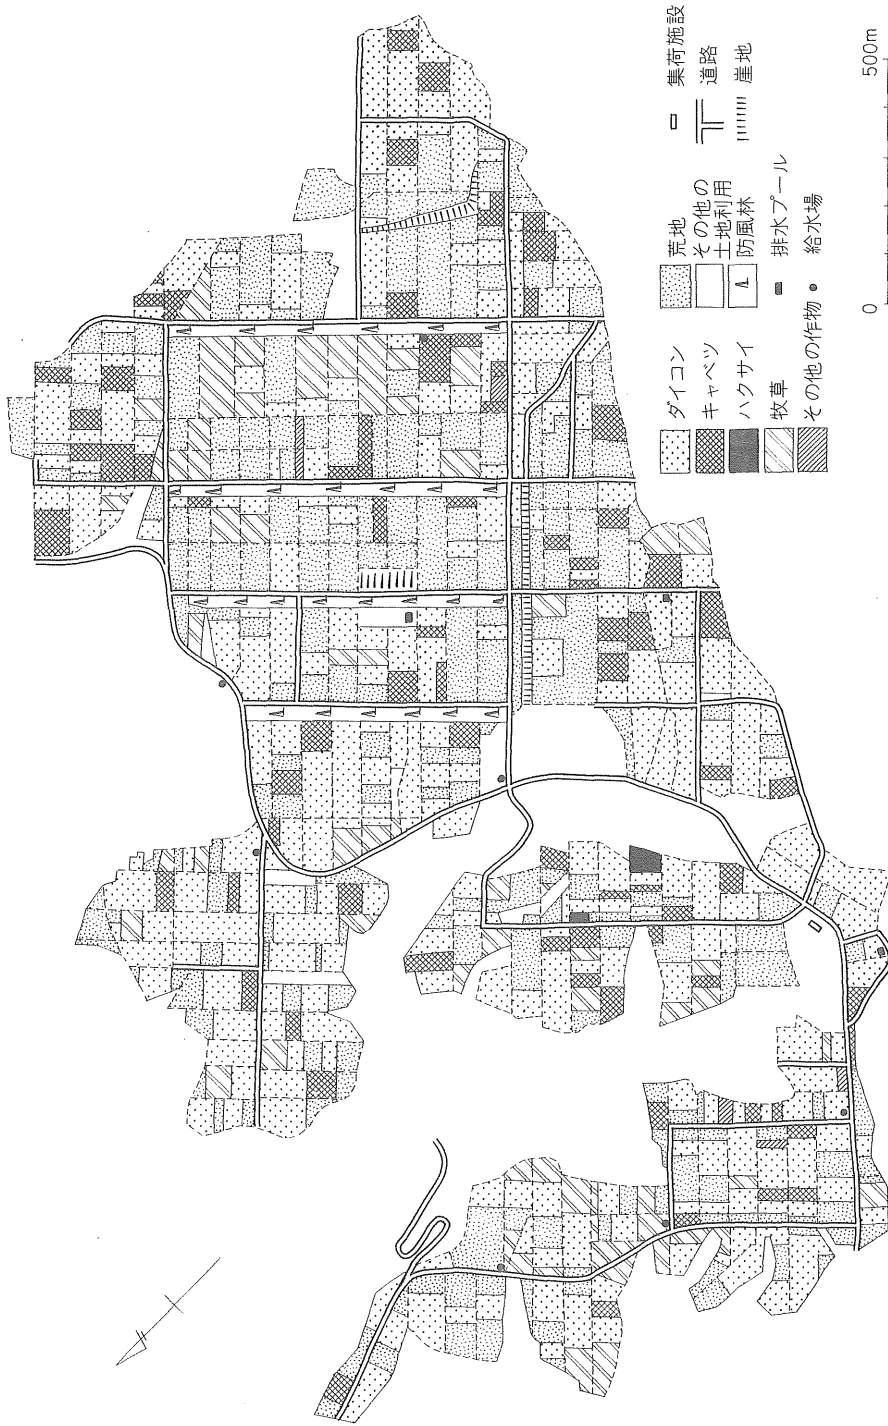 ダイコン
キャベツ
ハクサイ
牧草
その他の作物
荒地
その他の
土地利用
防風林
排水プール
給水場
集荷施設
道路
崖地
0
500m